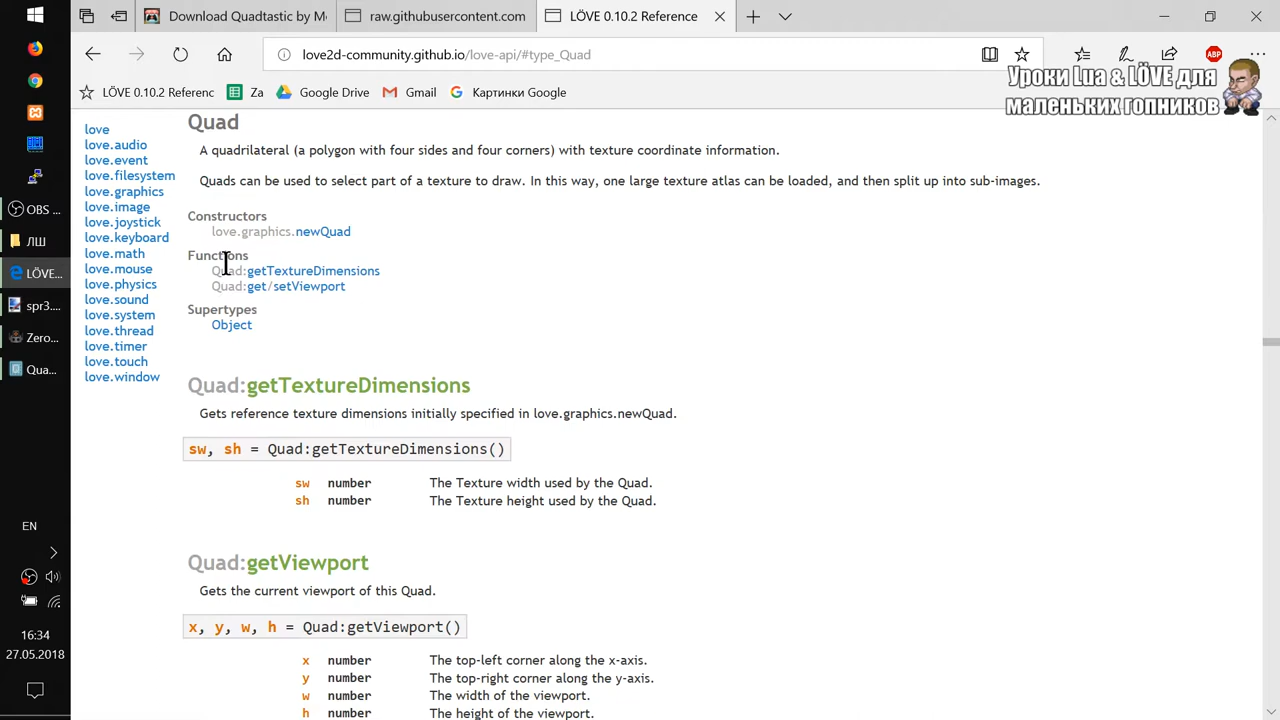 Download Quadtastic by M
raw.githubusercontent.com
LÖVE 0.10.2 Reference
love2d-community.github.io/love-api/#type_Quad
ABP
LÖVE 0.10.2 Referenc
Za
Google Drive
Gmail
Картинки Google
Уроки Lua & LÖVE для
маленьких гопников
OBS ...
ЛШ
LÖVE...
spr3....
Zero...
Qua...
EN
16:34
27.05.2018
love
love.audio
love.event
love.filesystem
love.graphics
love.image
love.joystick
love.keyboard
love.math
love.mouse
love.physics
love.sound
love.system
love.thread
love.timer
love.touch
love.window
Quad
A quadrilateral (a polygon with four sides and four corners) with texture coordinate information.
Quads can be used to select part of a texture to draw. In this way, one large texture atlas can be loaded, and then split up into sub-images.
Constructors
love.graphics.newQuad
Functions
Quad:getTextureDimensions
Quad:get/setViewport
Supertypes
Object
Quad:getTextureDimensions
Gets reference texture dimensions initially specified in love.graphics.newQuad.
sw, sh = Quad:getTextureDimensions()
sw number The Texture width used by the Quad.
sh number The Texture height used by the Quad.
Quad:getViewport
Gets the current viewport of this Quad.
x, y, w, h = Quad:getViewport()
x number The top-left corner along the x-axis.
y number The top-right corner along the y-axis.
w number The width of the viewport.
h number The height of the viewport.